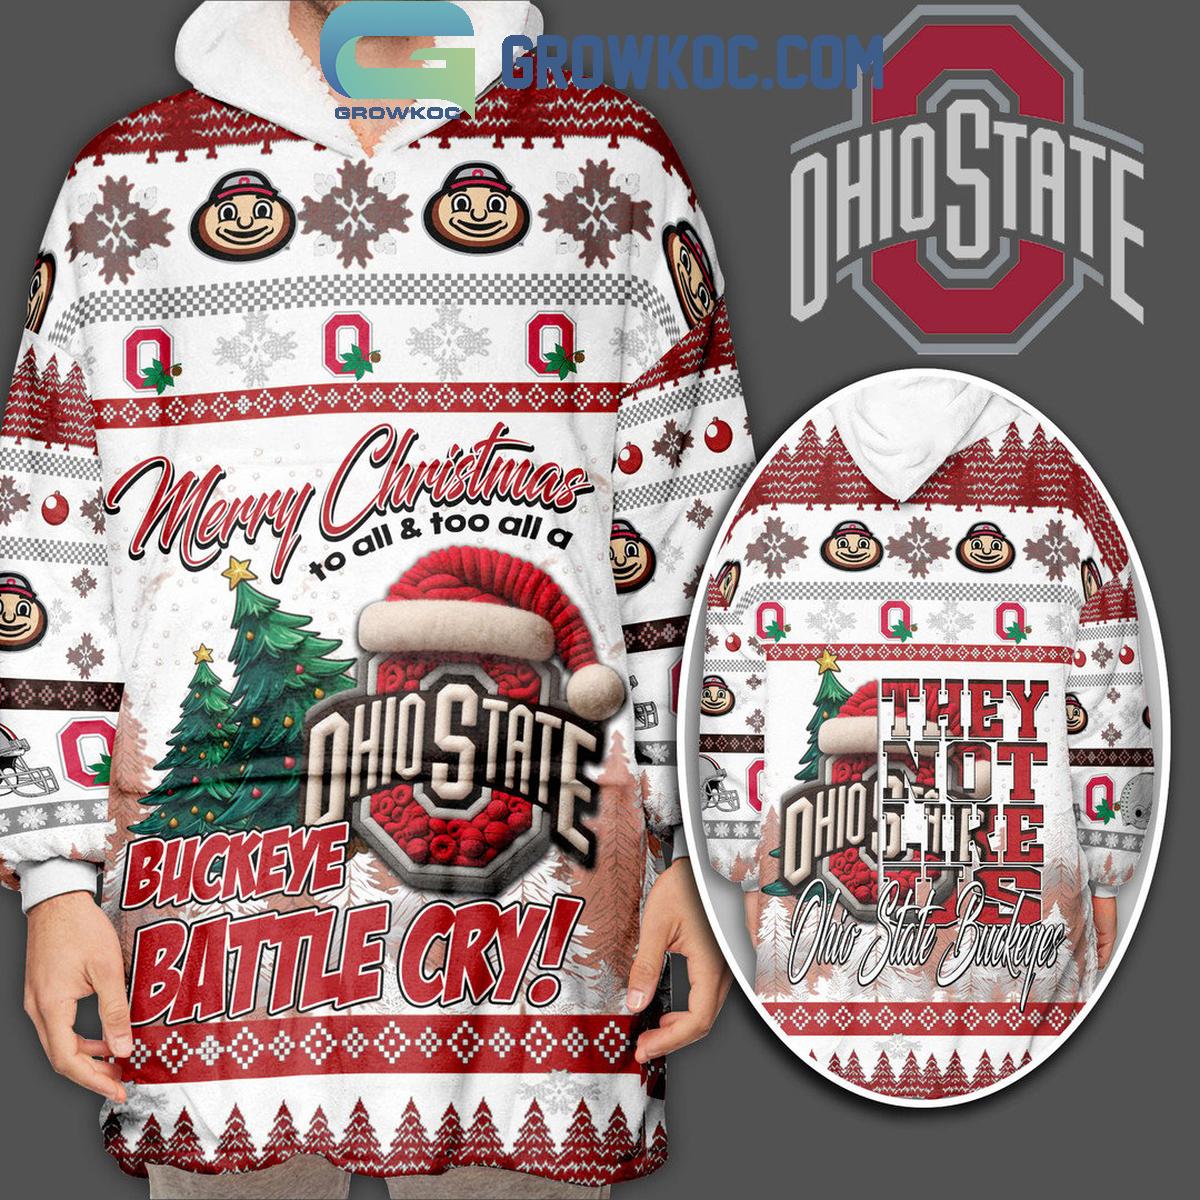 GROWKOC
GROWKOC.COM
OHIO STATE
Merry Christmas
to all & too all a
OHIO STATE
BUCKEYE
BATTLE CRY!
THEY
NOT
LIKE
US
OHIO STATE
Ohio State Buckeyes